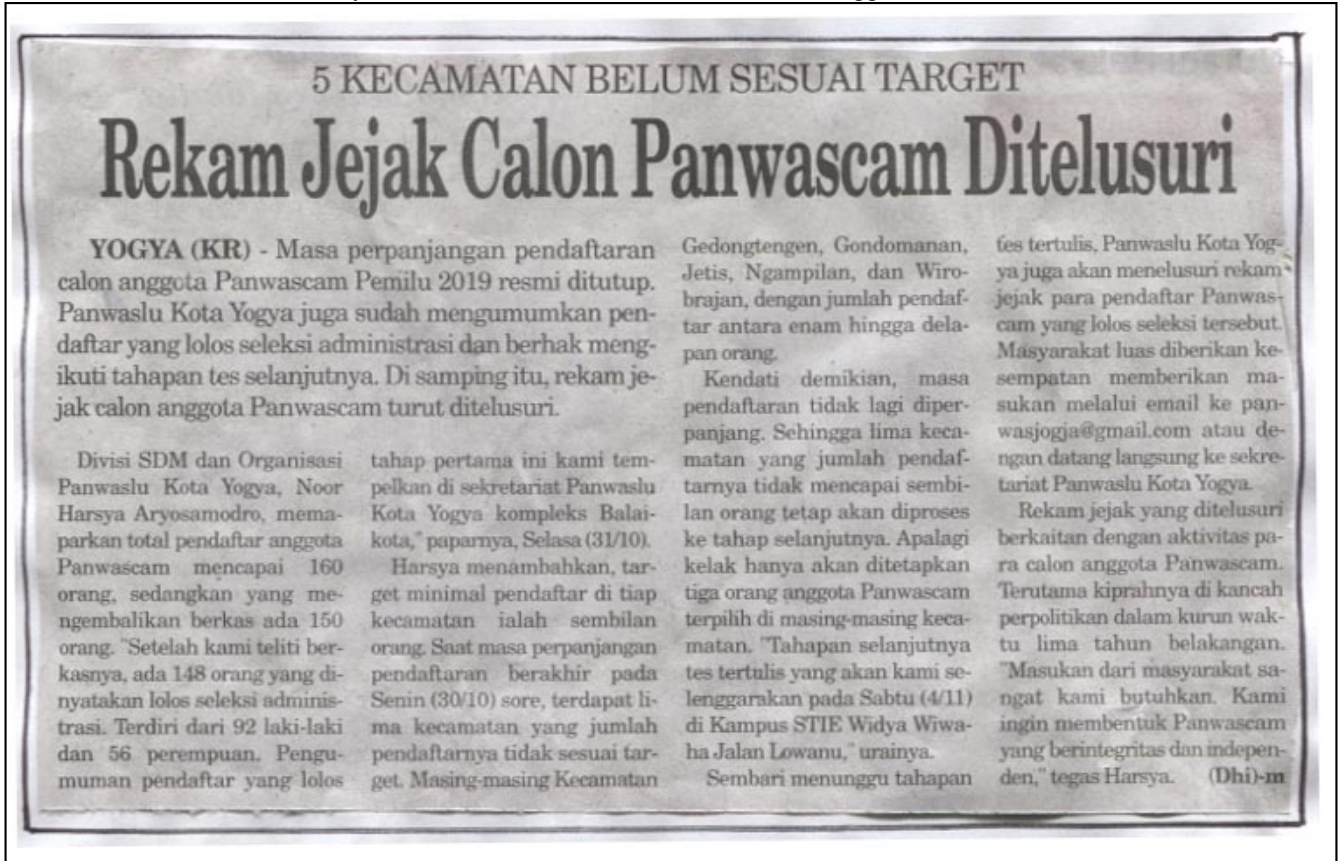 5 KECAMATAN BELUM SESUAI TARGET
Rekam Jejak Calon Panwascam Ditelusuri
YOGYA (KR) - Masa perpanjangan pendaftaran
calon anggota Panwascam Pemilu 2019 resmi ditutup.
Panwaslu Kota Yogya juga sudah mengumumkan pen-
daftar yang lolos seleksi administrasi dan berhak meng-
ikuti tahapan tes selanjutnya. Di samping itu, rekam je-
jak calon anggota Panwascam turut ditelusuri.
Divisi SDM dan Organisasi
Panwaslu Kota Yogya, Noor
Harsya Aryosamodro, mema-
parkan total pendaftar anggota
Panwascam mencapai 160
orang, sedangkan yang me-
ngembalikan berkas ada 150
orang. "Setelah kami teliti ber-
kasnya, ada 148 orang yang di-
nyatakan lolos seleksi adminis-
trasi. Terdiri dari 92 laki-laki
dan 56 perempuan. Pengu-
muman pendaftar yang lolos
tahap pertama ini kami tem-
pelkan di sekretariat Panwaslu
Kota Yogya kompleks Balai-
kota," paparnya, Selasa (31/10).
Harsya menambahkan, tar-
get minimal pendaftar di tiap
kecamatan ialah sembilan
orang. Saat masa perpanjangan
pendaftaran berakhir pada
Senin (30/10) sore, terdapat li-
ma kecamatan yang jumlah
pendaftarnya tidak sesuai tar-
get. Masing-masing Kecamatan
Gedongtengen, Gondomanan,
Jetis, Ngampilan, dan Wiro-
brajan, dengan jumlah pendaf-
tar antara enam hingga dela-
pan orang.
Kendati demikian, masa
pendaftaran tidak lagi diper-
panjang. Sehingga lima keca-
matan yang jumlah pendaf-
tarnya tidak mencapai sembi-
lan orang tetap akan diproses
ke tahap selanjutnya. Apalagi
kelak hanya akan ditetapkan
tiga orang anggota Panwascam
terpilih di masing-masing keca-
matan. "Tahapan selanjutnya
tes tertulis yang akan kami se-
lenggarakan pada Sabtu (4/11)
di Kampus STIE Widya Wiwa-
ha Jalan Lowanu," urainya.
Sembari menunggu tahapan
tes tertulis, Panwaslu Kota Yog-
ya juga akan menelusuri rekam
jejak para pendaftar Panwas-
cam yang lolos seleksi tersebut.
Masyarakat luas diberikan ke-
sempatan memberikan ma-
sukan melalui email ke pan-
wasjogja@gmail.com atau de-
ngan datang langsung ke sekre-
tariat Panwaslu Kota Yogya.
Rekam jejak yang ditelusuri
berkaitan dengan aktivitas pa-
ra calon anggota Panwascam.
Terutama kiprahnya di kancah
perpolitikan dalam kurun wak-
tu lima tahun belakangan.
"Masukan dari masyarakat sa-
ngat kami butuhkan. Kami
ingin membentuk Panwascam
yang berintegritas dan indepen-
den," tegas Harsya. (Dhi)-m